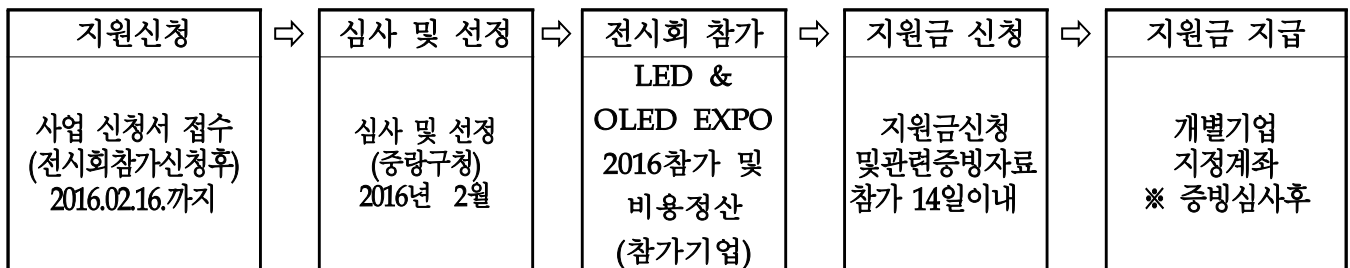 지원신청
사업 신청서 접수
(전시회참가신청후)
2016.02.16.까지
⇨
심사 및 선정
심사 및 선정
(중랑구청)
2016년 2월
⇨
전시회 참가
LED &
OLED EXPO
2016참가 및
비용정산
(참가기업)
⇨
지원금 신청
지원금신청
및관련증빙자료
참가 14일이내
⇨
지원금 지급
개별기업
지정계좌
※ 증빙심사후